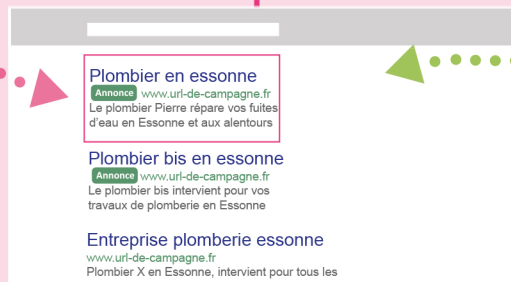 Plombier en essonne
Annonce www.url-de-campagne.fr
Le plombier Pierre répare vos fuites
d'eau en Essonne et aux alentours
Plombier bis en essonne
Annonce www.url-de-campagne.fr
Le plombier bis intervient pour vos
travaux de plomberie en Essonne
Entreprise plomberie essonne
www.url-de-campagne.fr
Plombier X en Essonne, intervient pour tous les